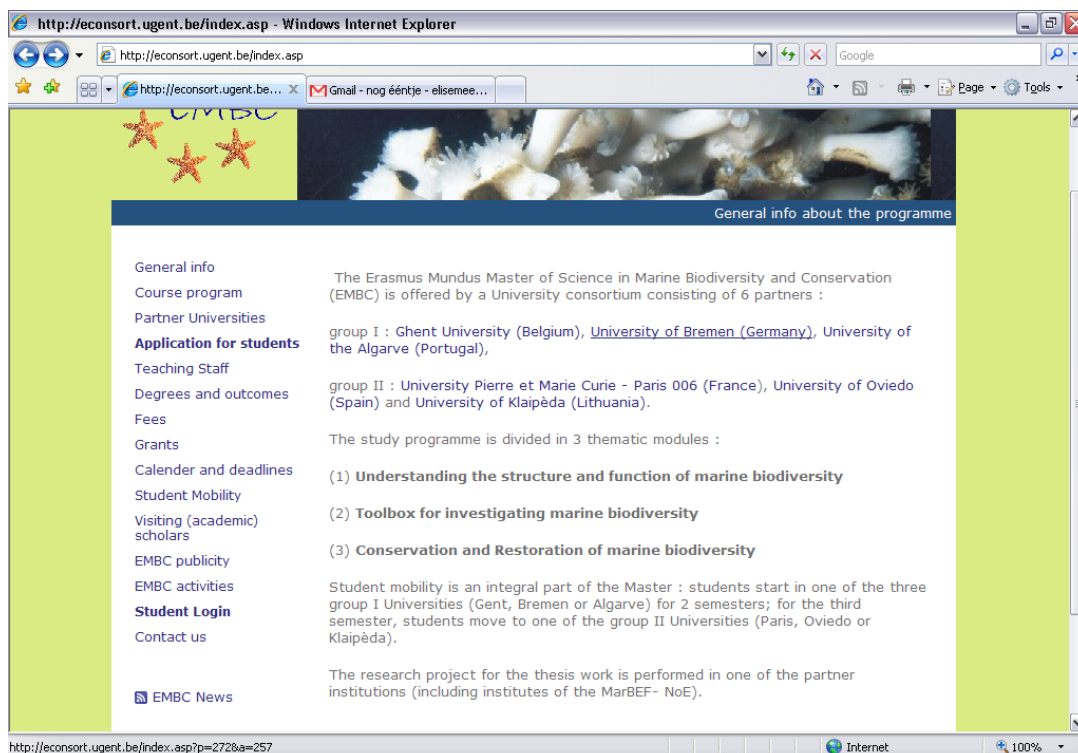 http://econsort.ugent.be/index.asp - Windows Internet Explorer
http://econsort.ugent.be/index.asp
Google
http://econsort.ugent.be...
Gmail - nog ééntje - elisemee...
Page
Tools
EMBC
General info about the programme
General info
Course program
Partner Universities
Application for students
Teaching Staff
Degrees and outcomes
Fees
Grants
Calender and deadlines
Student Mobility
Visiting (academic)
scholars
EMBC publicity
EMBC activities
Student Login
Contact us
EMBC News
The Erasmus Mundus Master of Science in Marine Biodiversity and Conservation
(EMBC) is offered by a University consortium consisting of 6 partners :
group I : Ghent University (Belgium), University of Bremen (Germany), University of
the Algarve (Portugal),
group II : University Pierre et Marie Curie - Paris 006 (France), University of Oviedo
(Spain) and University of Klaipèda (Lithuania).
The study programme is divided in 3 thematic modules :
(1) Understanding the structure and function of marine biodiversity
(2) Toolbox for investigating marine biodiversity
(3) Conservation and Restoration of marine biodiversity
Student mobility is an integral part of the Master : students start in one of the three
group I Universities (Gent, Bremen or Algarve) for 2 semesters; for the third
semester, students move to one of the group II Universities (Paris, Oviedo or
Klaipèda).
The research project for the thesis work is performed in one of the partner
institutions (including institutes of the MarBEF- NoE).
http://econsort.ugent.be/index.asp?p=272&a=257
Internet
100%